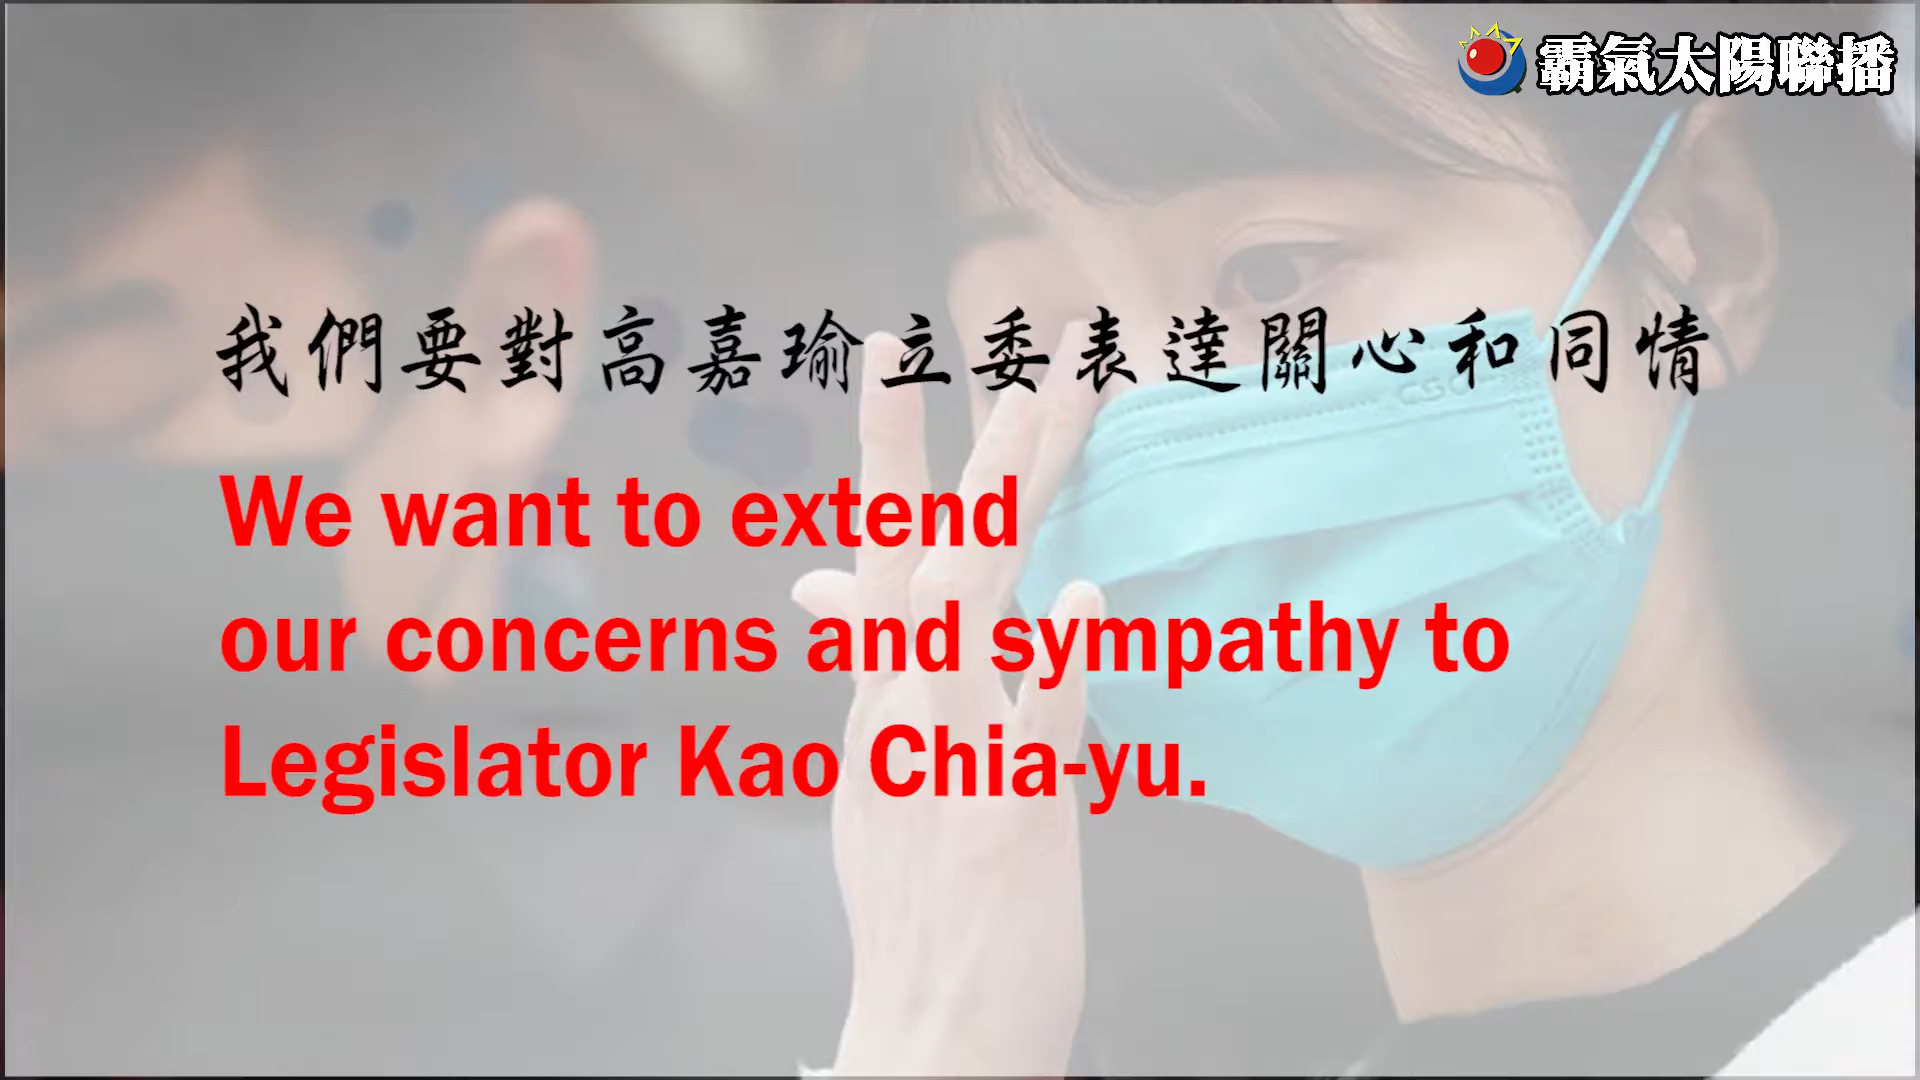 霸氣太陽聯播
我們要對高嘉瑜立委表達關心和同情
We want to extend
our concerns and sympathy to
Legislator Kao Chia-yu.